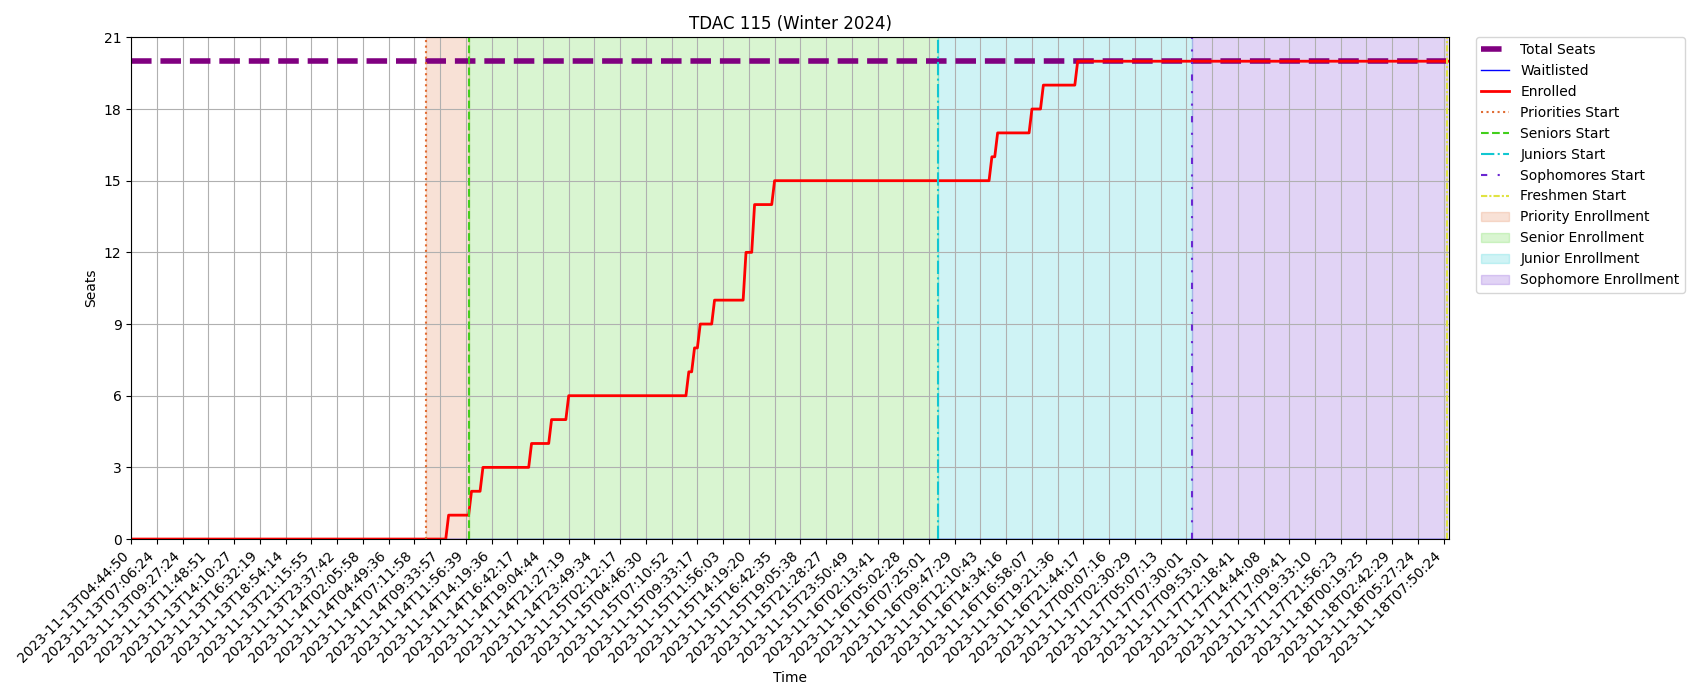 TDAC 115 (Winter 2024)
21
18
15
12
9
6
3
0
Seats
2023-11-13T04:44:50
2023-11-13T07:06:24
2023-11-13T09:27:24
2023-11-13T11:48:51
2023-11-13T14:10:27
2023-11-13T16:32:19
2023-11-13T18:54:14
2023-11-13T21:15:55
2023-11-13T23:37:42
2023-11-14T02:05:58
2023-11-14T04:49:36
2023-11-14T07:11:58
2023-11-14T09:33:57
2023-11-14T11:56:39
2023-11-14T14:19:36
2023-11-14T16:42:17
2023-11-14T19:04:44
2023-11-14T21:27:19
2023-11-14T23:49:34
2023-11-15T02:12:17
2023-11-15T04:46:30
2023-11-15T07:10:52
2023-11-15T09:33:17
2023-11-15T11:56:03
2023-11-15T14:19:20
2023-11-15T16:42:35
2023-11-15T19:05:38
2023-11-15T21:28:27
2023-11-15T23:50:49
2023-11-16T02:13:41
2023-11-16T05:02:28
2023-11-16T07:25:01
2023-11-16T09:47:29
2023-11-16T12:10:43
2023-11-16T14:34:16
2023-11-16T16:58:07
2023-11-16T19:21:36
2023-11-16T21:44:17
2023-11-17T00:07:16
2023-11-17T02:30:29
2023-11-17T05:07:13
2023-11-17T07:30:01
2023-11-17T09:53:01
2023-11-17T12:18:41
2023-11-17T14:44:08
2023-11-17T17:09:41
2023-11-17T19:33:10
2023-11-17T21:56:23
2023-11-18T00:19:25
2023-11-18T02:42:29
2023-11-18T05:27:24
2023-11-18T07:50:24
Time
Total Seats
Waitlisted
Enrolled
Priorities Start
Seniors Start
Juniors Start
Sophomores Start
Freshmen Start
Priority Enrollment
Senior Enrollment
Junior Enrollment
Sophomore Enrollment